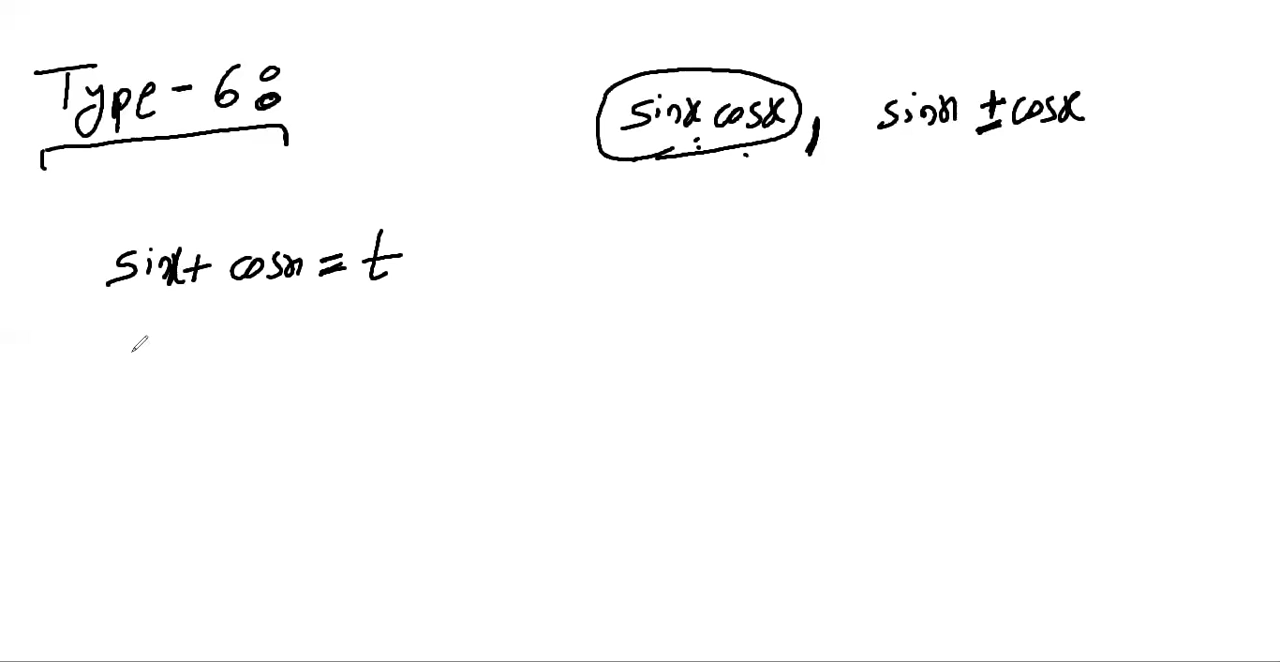 Type-6:
sinx cosx, sinx ± cosx
sinx + cosx = t